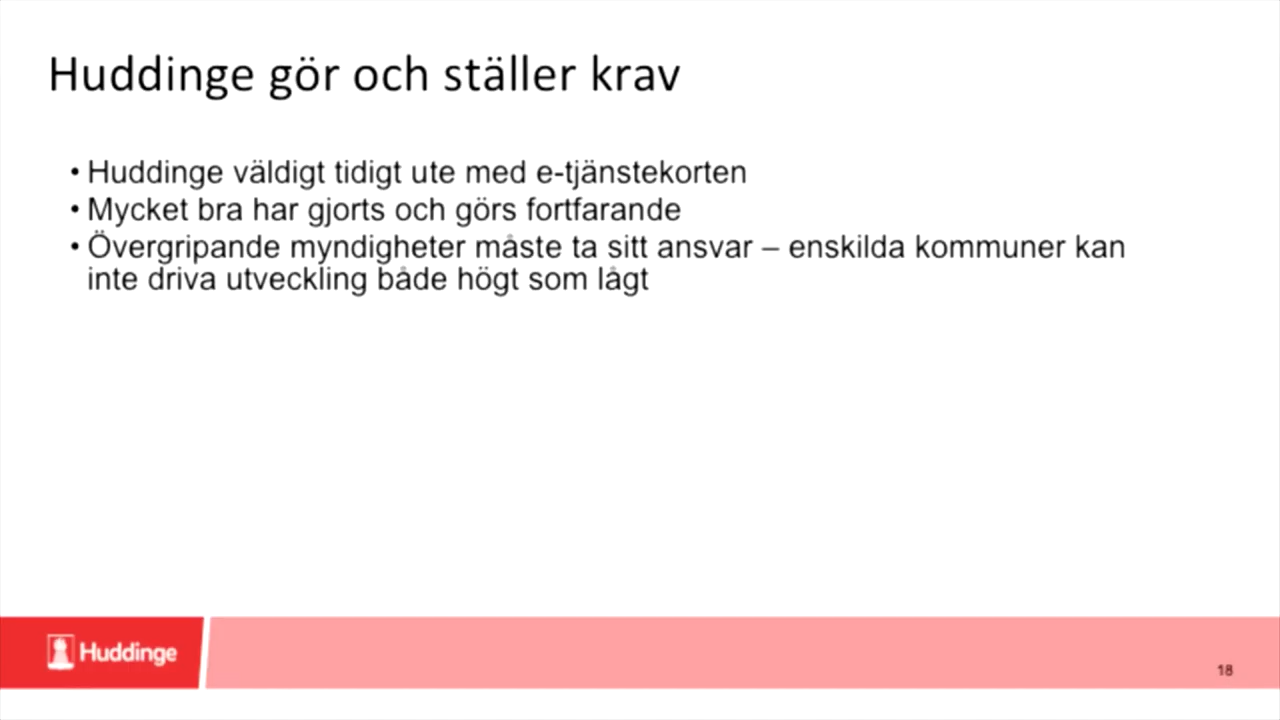 Huddinge gör och ställer krav
• Huddinge väldigt tidigt ute med e-tjänstekorten
• Mycket bra har gjorts och görs fortfarande
• Övergripande myndigheter måste ta sitt ansvar – enskilda kommuner kan
inte driva utveckling både högt som lågt
Huddinge
18